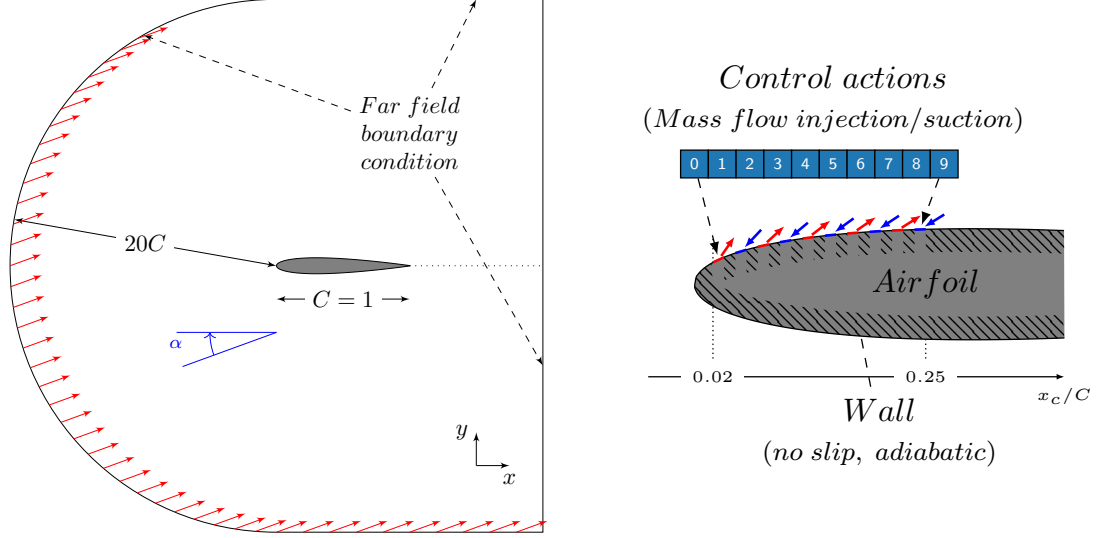 Far field
boundary
condition
20C
C = 1
α
y
x
Control actions
(Mass flow injection/suction)
0 1 2 3 4 5 6 7 8 9
Airfoil
0.02
0.25
x_c/C
Wall
(no slip, adiabatic)